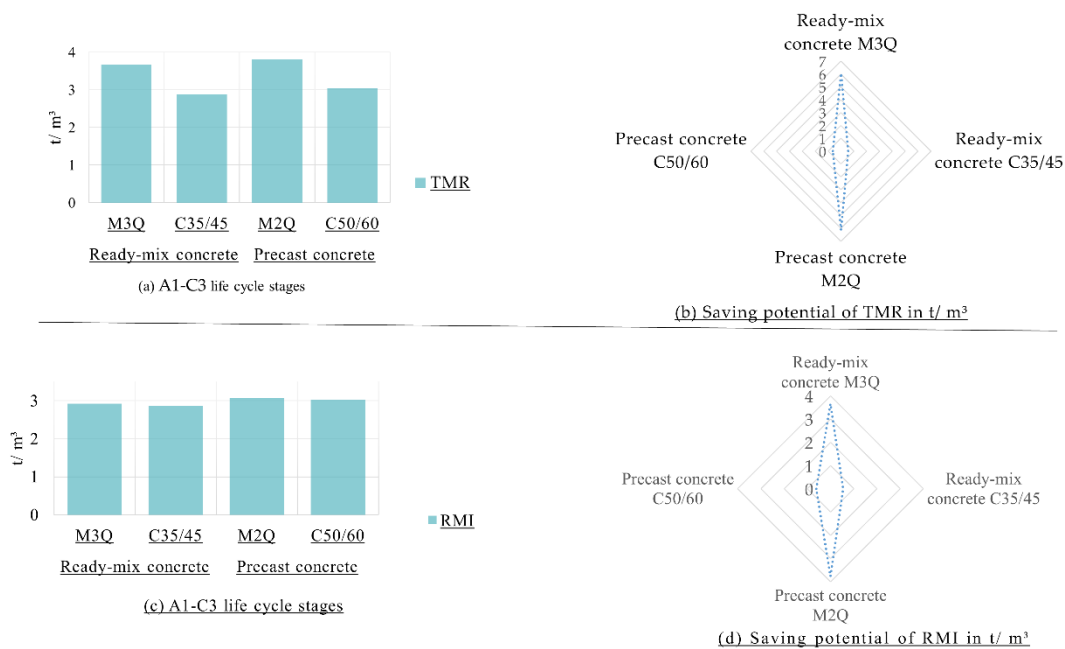 4
3
2
1
0
t/ m³
M3Q C35/45 M2Q C50/60
Ready-mix concrete Precast concrete
TMR
(a) A1-C3 life cycle stages
Ready-mix
concrete M3Q
7
6
5
4
3
2
1
0
Precast concrete
C50/60
Ready-mix
concrete C35/45
Precast concrete
M2Q
(b) Saving potential of TMR in t/ m³
3
2
1
0
t/ m³
M3Q C35/45 M2Q C50/60
Ready-mix concrete Precast concrete
RMI
(c) A1-C3 life cycle stages
Ready-mix
concrete M3Q
4
3
2
1
0
Precast concrete
C50/60
Ready-mix
concrete C35/45
Precast concrete
M2Q
(d) Saving potential of RMI in t/ m³